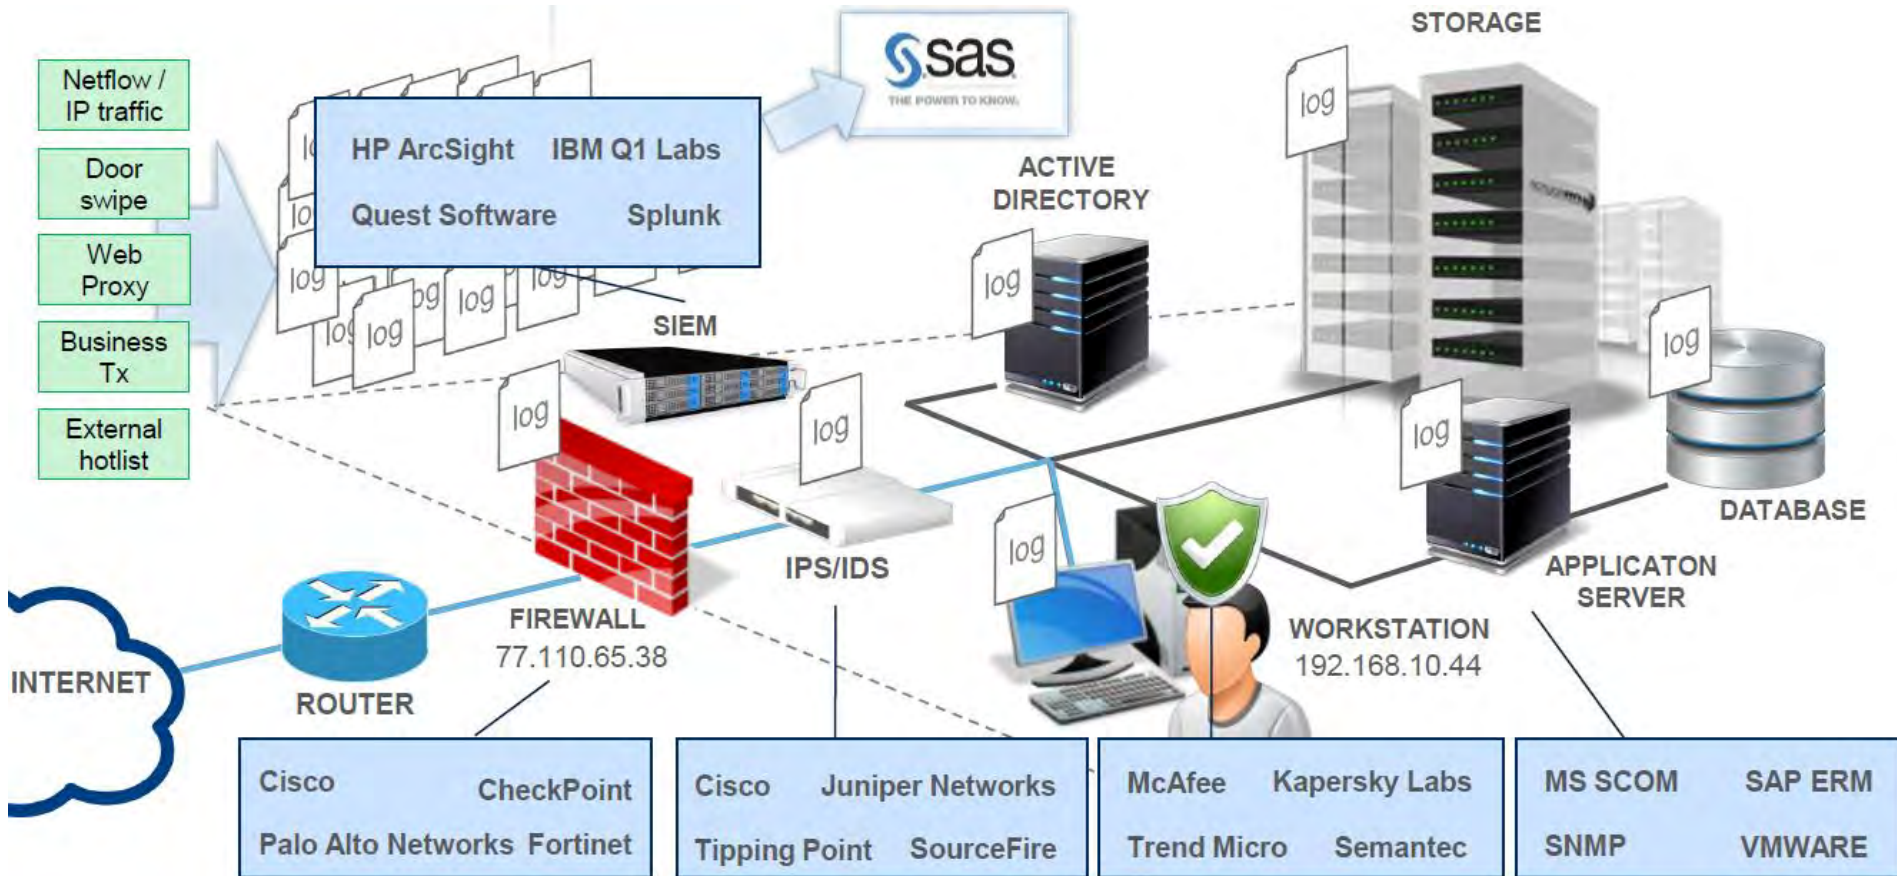 STORAGE
Netflow /
IP traffic
Door
swipe
Web
Proxy
Business
Tx
External
hotlist
HP ArcSight IBM Q1 Labs
Quest Software Splunk
sas
THE POWER TO KNOW.
ACTIVE
DIRECTORY
SIEM
log
log
log
log
log
log
log
log
log
log
log
log
log
DATABASE
IPS/IDS
APPLICATON
SERVER
FIREWALL
77.110.65.38
WORKSTATION
192.168.10.44
INTERNET
ROUTER
Cisco CheckPoint
Palo Alto Networks Fortinet
Cisco Juniper Networks
Tipping Point SourceFire
McAfee Kapersky Labs
Trend Micro Semantec
MS SCOM SAP ERM
SNMP VMWARE